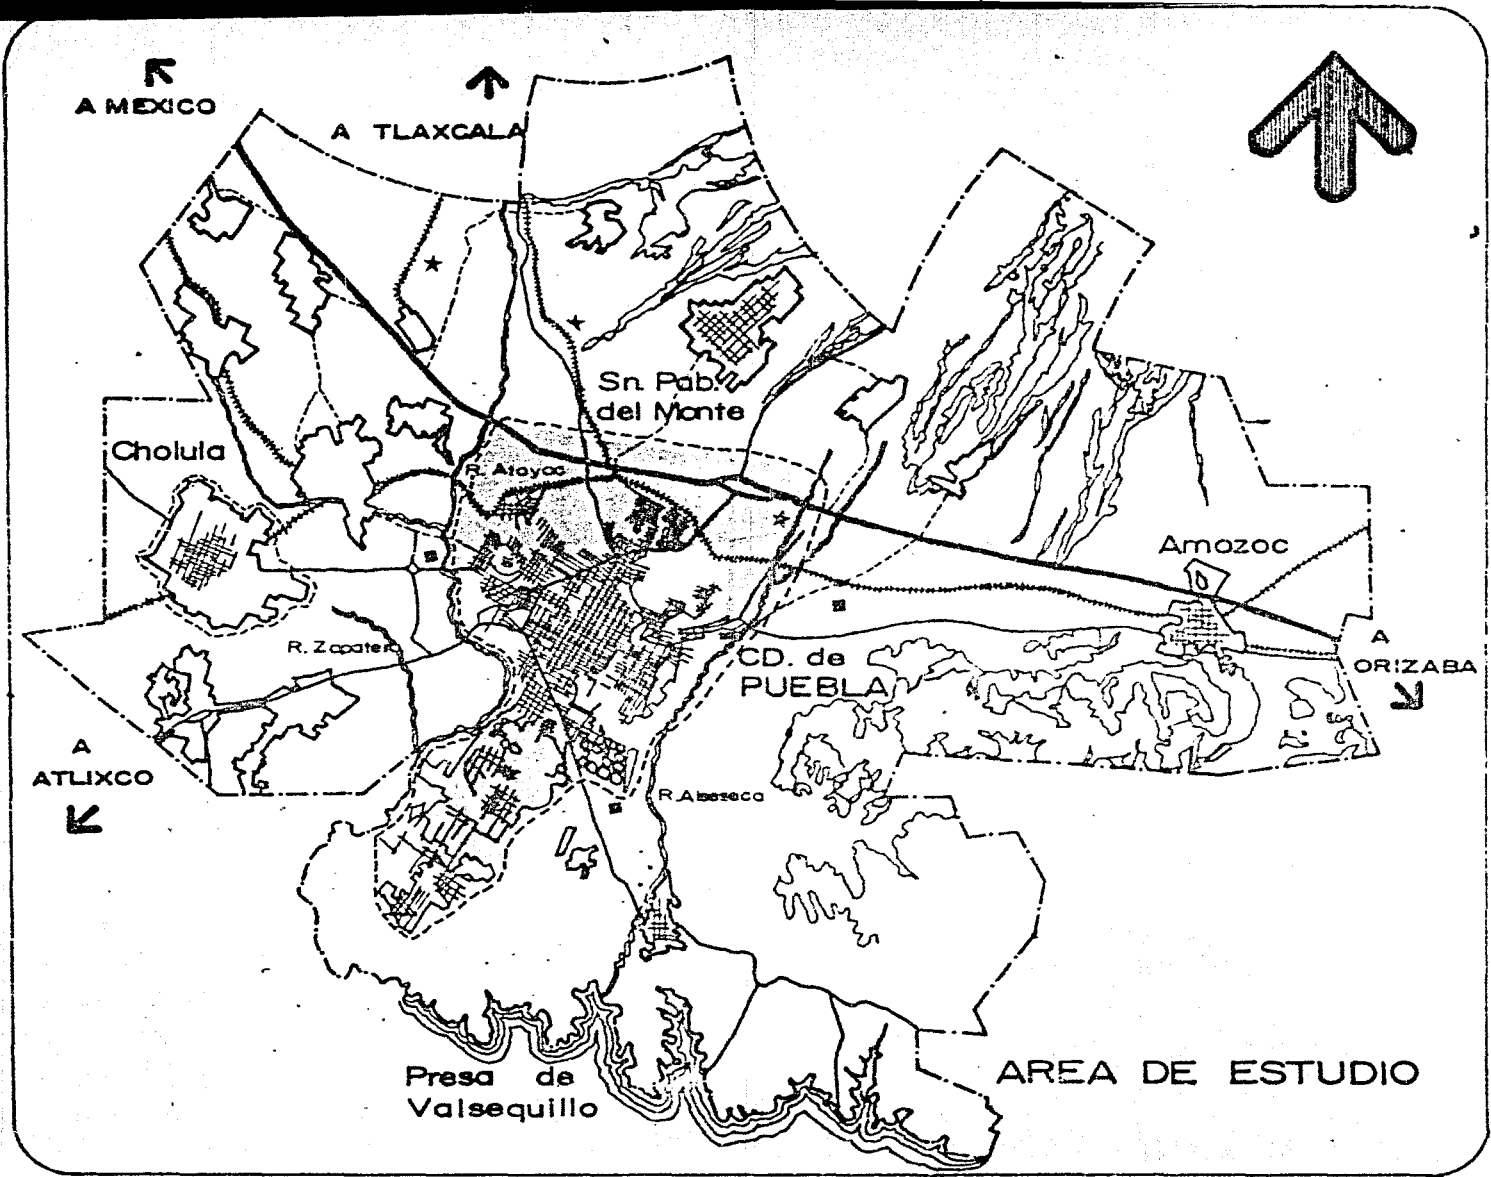 A MEXICO
A TLAXCALA
Sn. Pab.
del Monte
Cholula
R. Atoyac
Amozoc
R. Zapatero
CD. de
PUEBLA
A
ORIZABA
A
ATLIXCO
R. Alseseca
Presa de
Valsequillo
AREA DE ESTUDIO